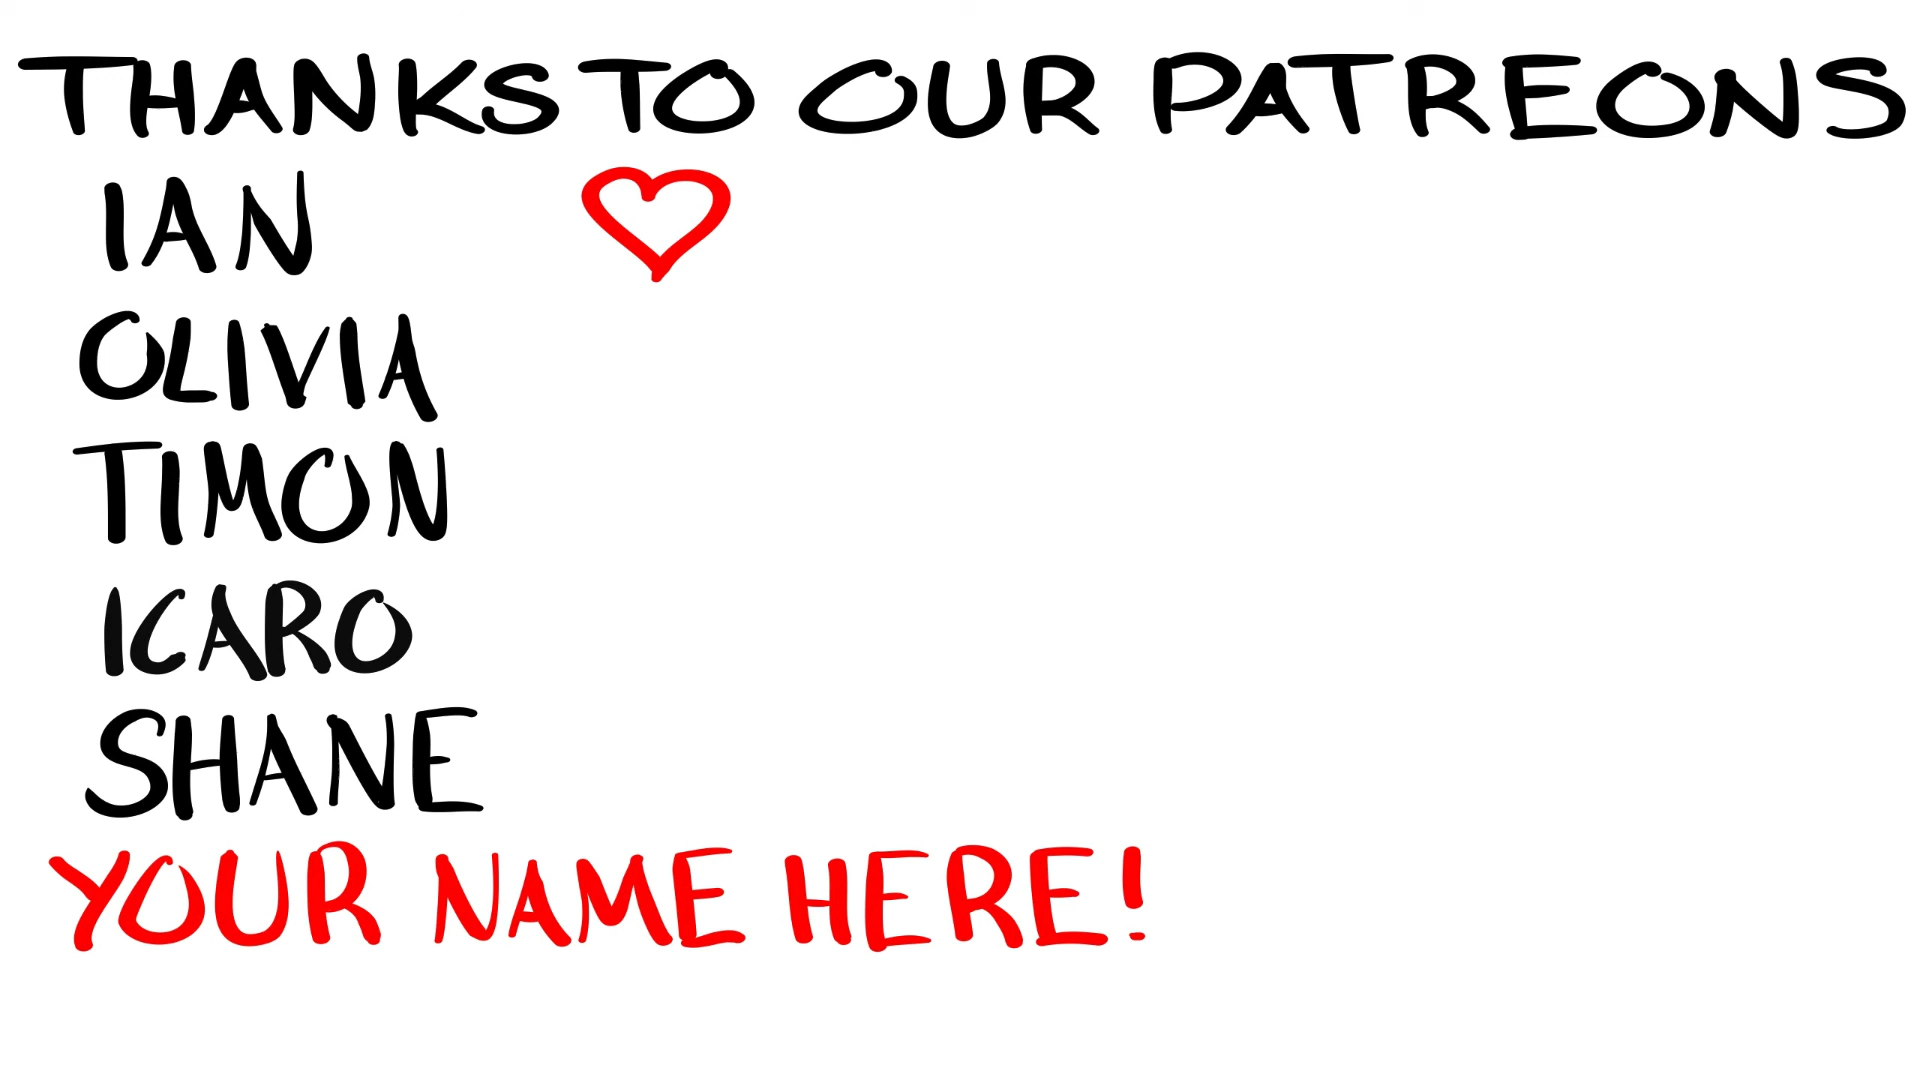 THANKS TO OUR PATREONS
IAN
OLIVIA
TIMON
ICARO
SHANE
YOUR NAME HERE!